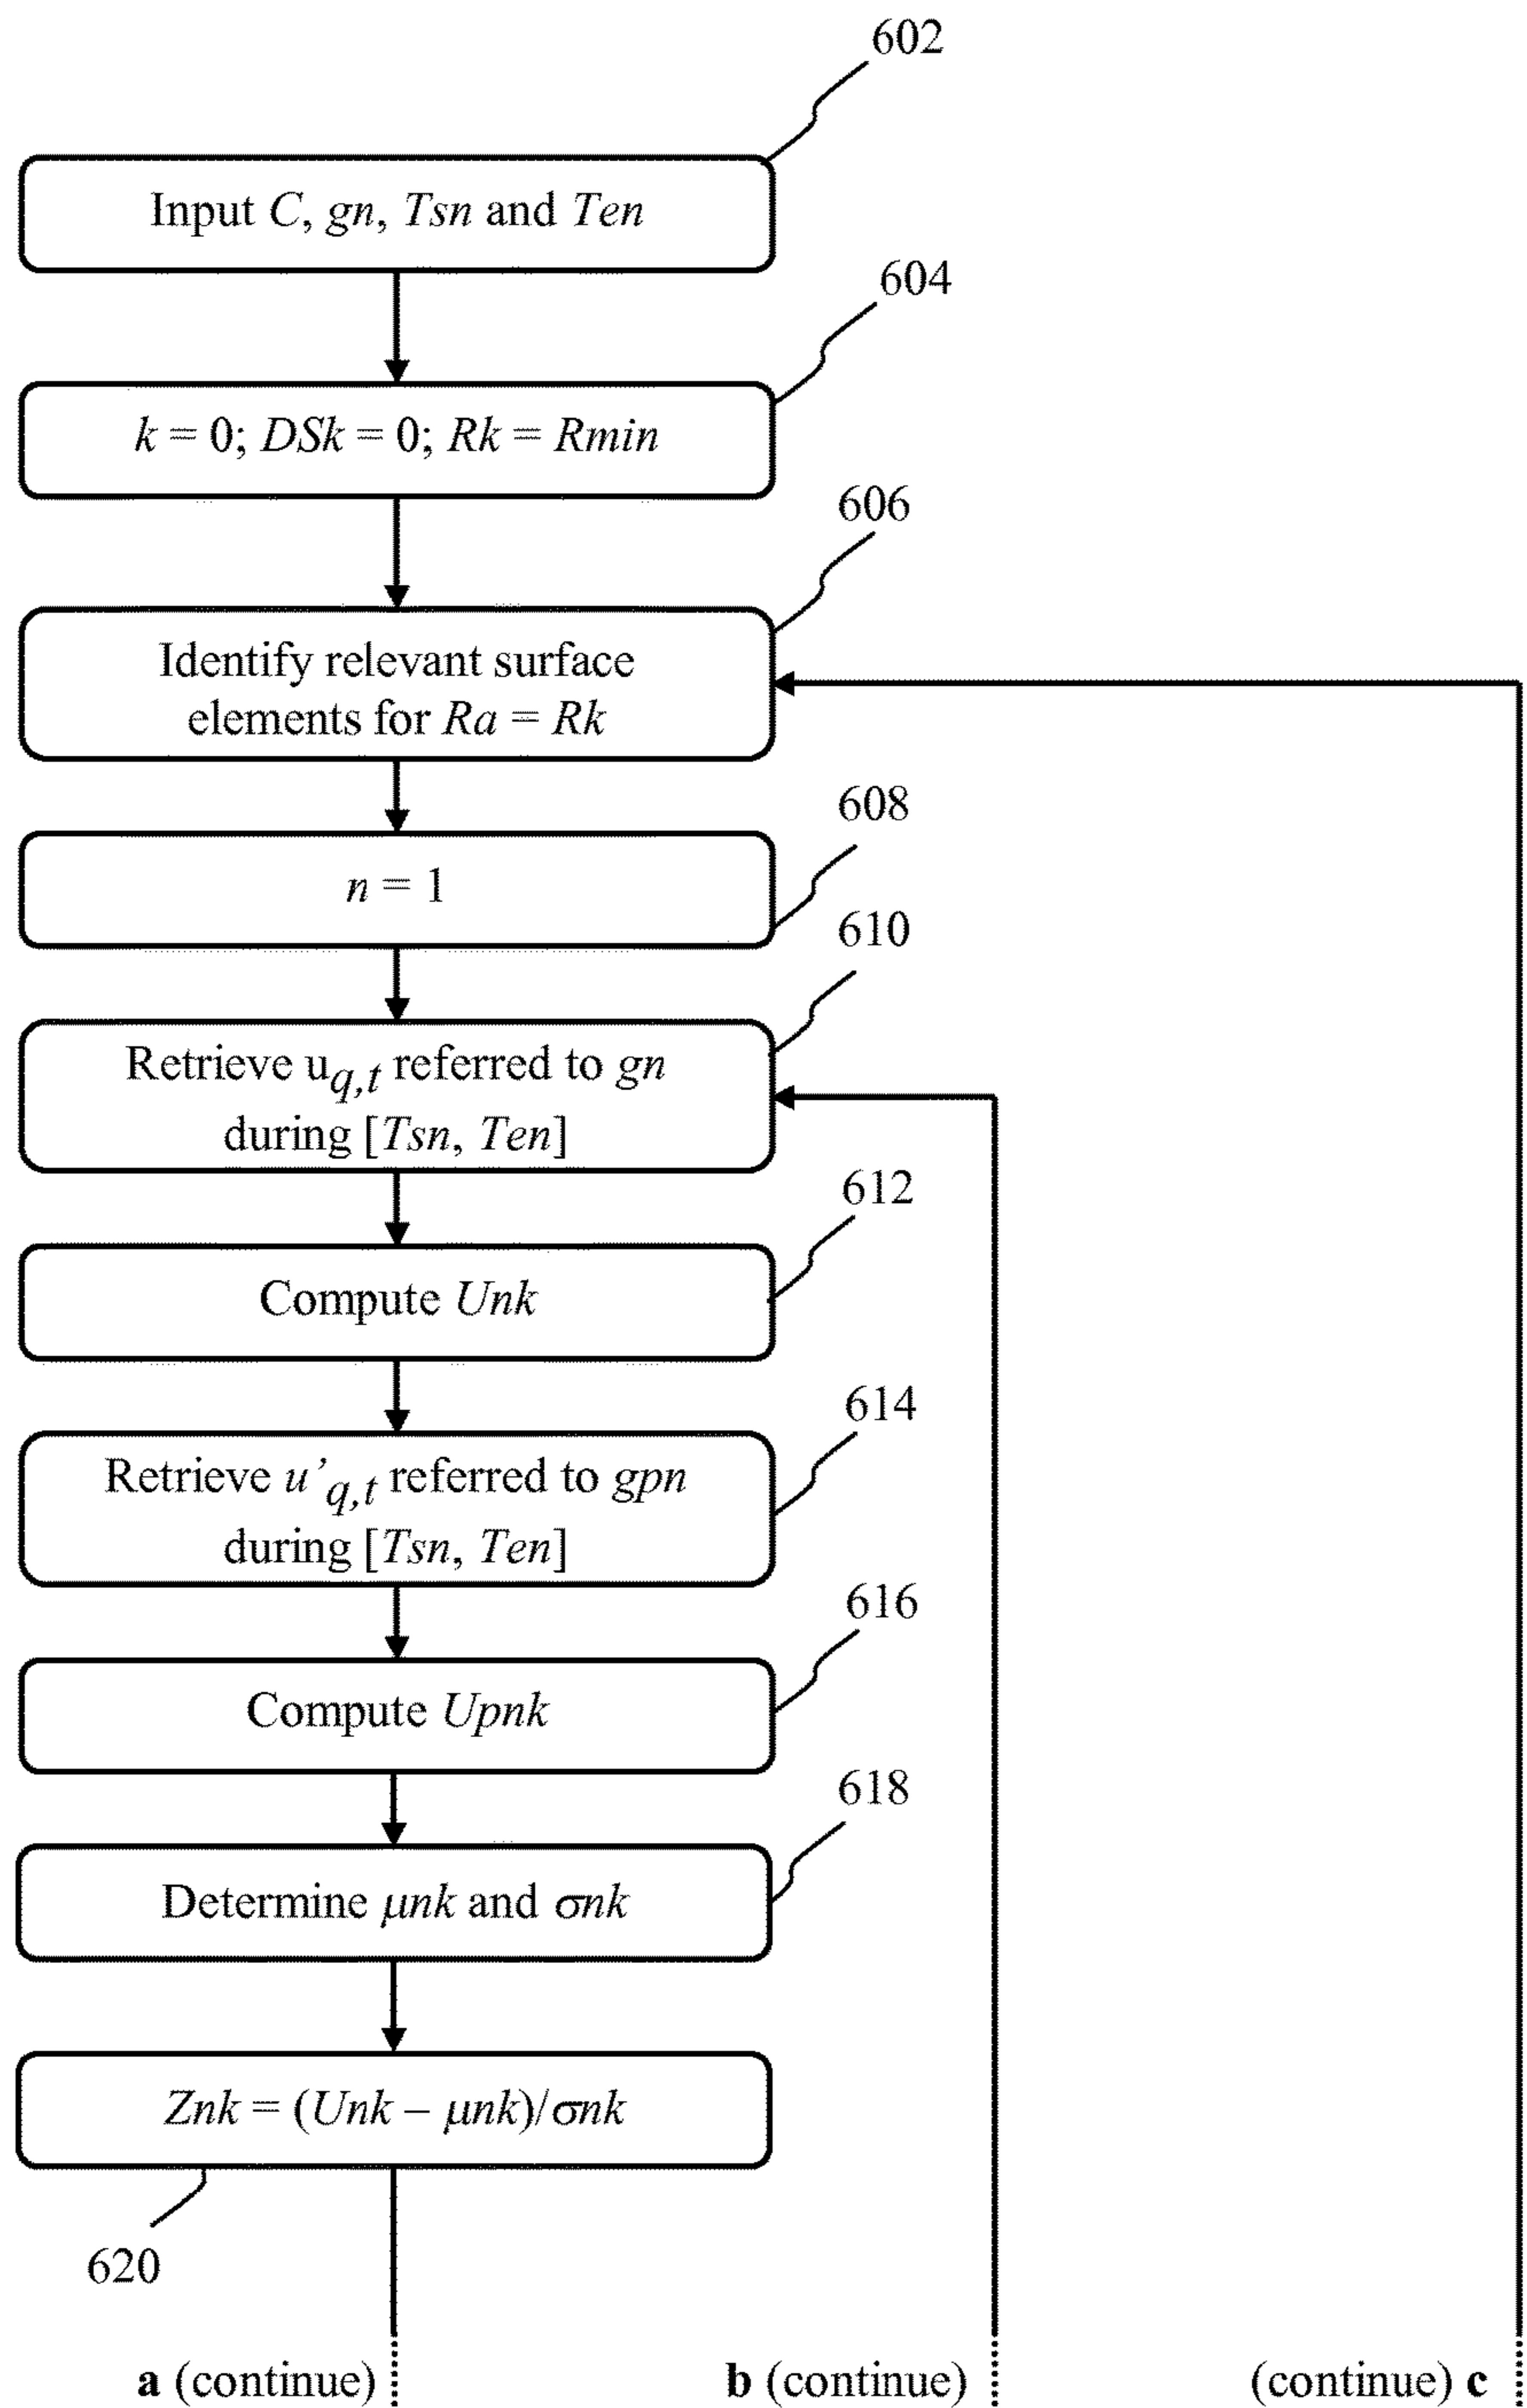 602
Input C, gn, Tsn and Ten
604
k = 0; DSk = 0; Rk = Rmin
606
Identify relevant surface
elements for Ra = Rk
608
n = 1
610
Retrieve uq,t referred to gn
during [Tsn, Ten]
612
Compute Unk
614
Retrieve u’q,t referred to gpn
during [Tsn, Ten]
616
Compute Upnk
618
Determine μnk and σnk
Znk = (Unk – μnk)/σnk
620
a (continue)
b (continue)
(continue) c